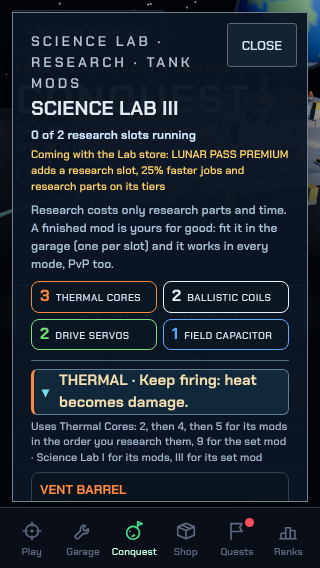 SCIENCE LAB ·
RESEARCH · TANK
MODS
CLOSE
SCIENCE LAB III
0 of 2 research slots running
Coming with the Lab store: LUNAR PASS PREMIUM
adds a research slot, 25% faster jobs and
research parts on its tiers
Research costs only research parts and time.
A finished mod is yours for good: fit it in the
garage (one per slot) and it works in every
mode, PvP too.
3 THERMAL CORES
2 BALLISTIC COILS
2 DRIVE SERVOS
1 FIELD CAPACITOR
▼ THERMAL · Keep firing: heat
becomes damage.
Uses Thermal Cores: 2, then 4, then 5 for its mods
in the order you research them, 9 for the set mod
· Science Lab I for its mods, III for its set mod
VENT BARREL
Play
Garage
Conquest
Shop
Quests
Ranks